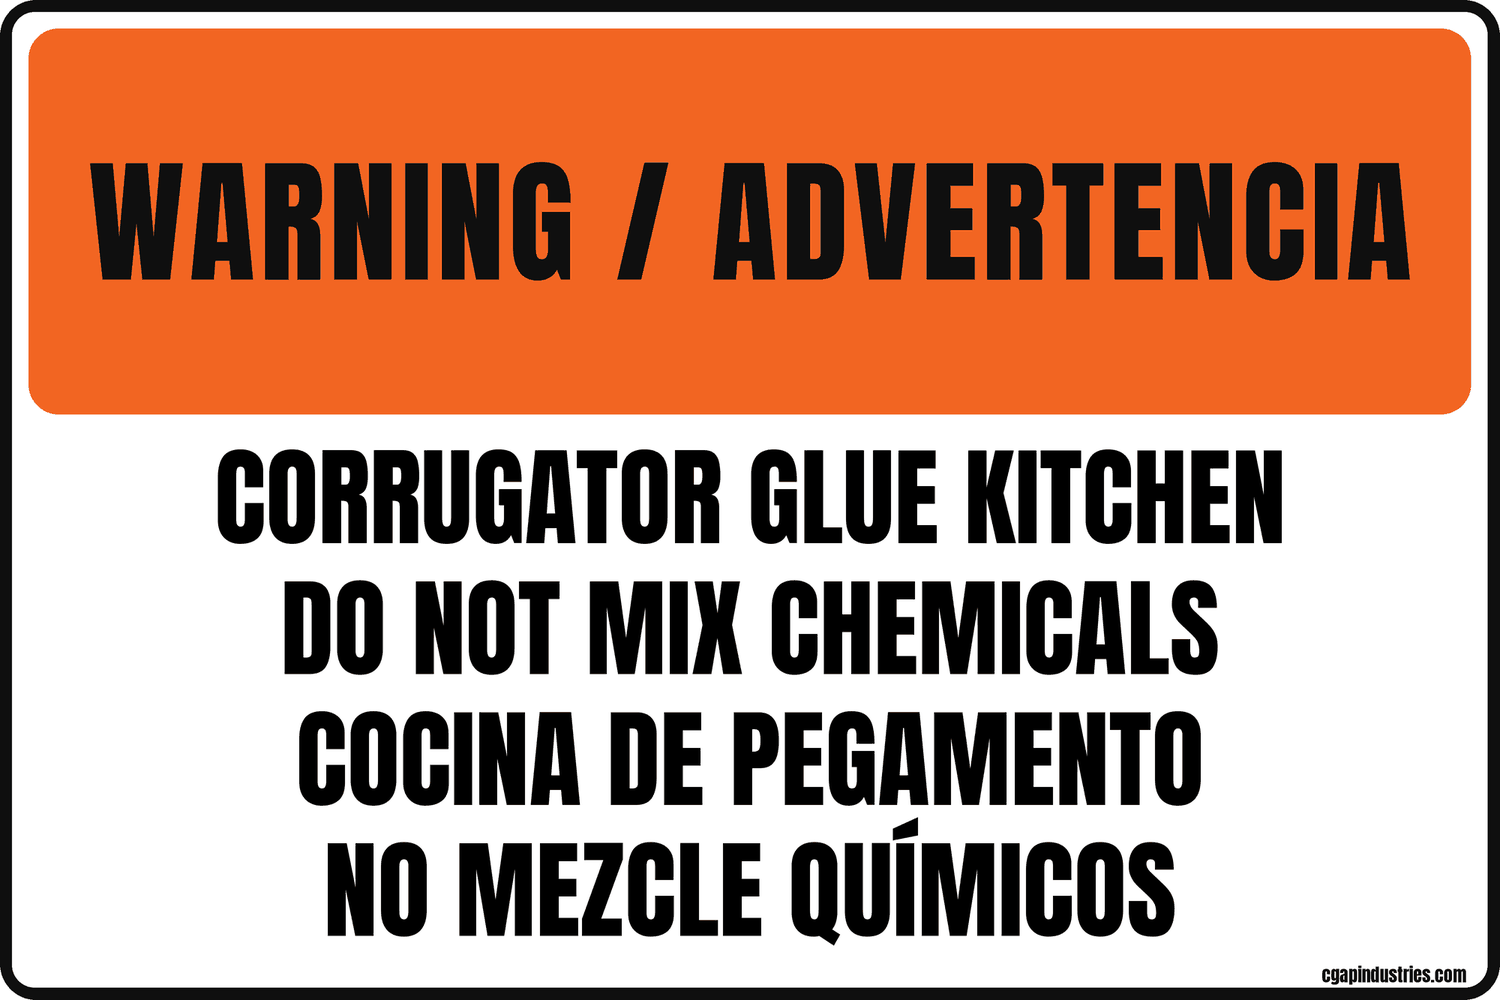 WARNING / ADVERTENCIA
CORRUGATOR GLUE KITCHEN
DO NOT MIX CHEMICALS
COCINA DE PEGAMENTO
NO MEZCLE QUÍMICOS
cgapindustries.com